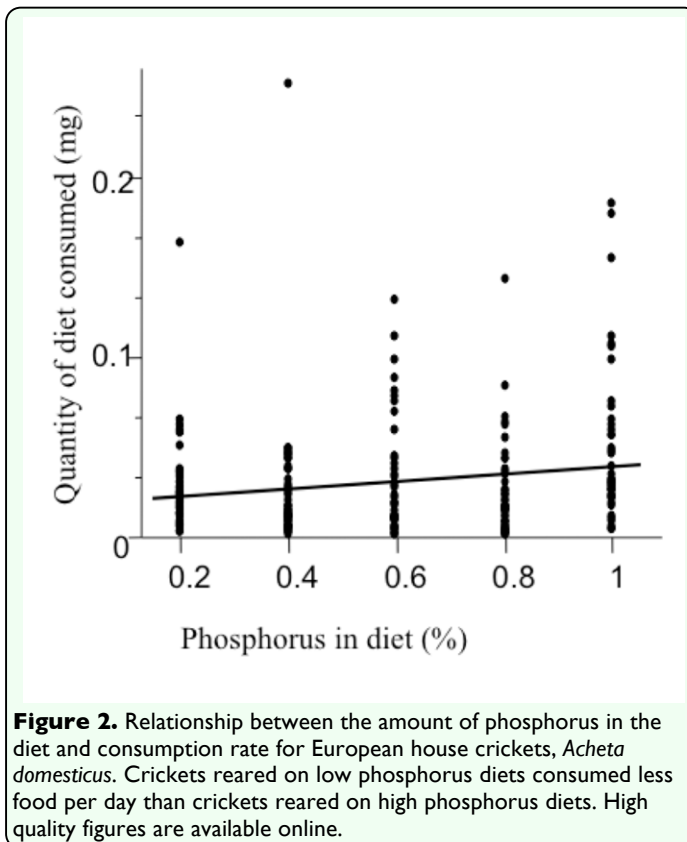 Quantity of diet consumed (mg)
0.2
0.1
0
0.2 0.4 0.6 0.8 1
Phosphorus in diet (%)
Figure 2. Relationship between the amount of phosphorus in the
diet and consumption rate for European house crickets, Acheta
domesticus. Crickets reared on low phosphorus diets consumed less
food per day than crickets reared on high phosphorus diets. High
quality figures are available online.